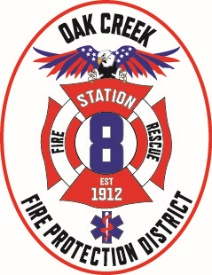 OAK CREEK
STATION
FIRE
8
RESCUE
EST
1912
FIRE PROTECTION DISTRICT